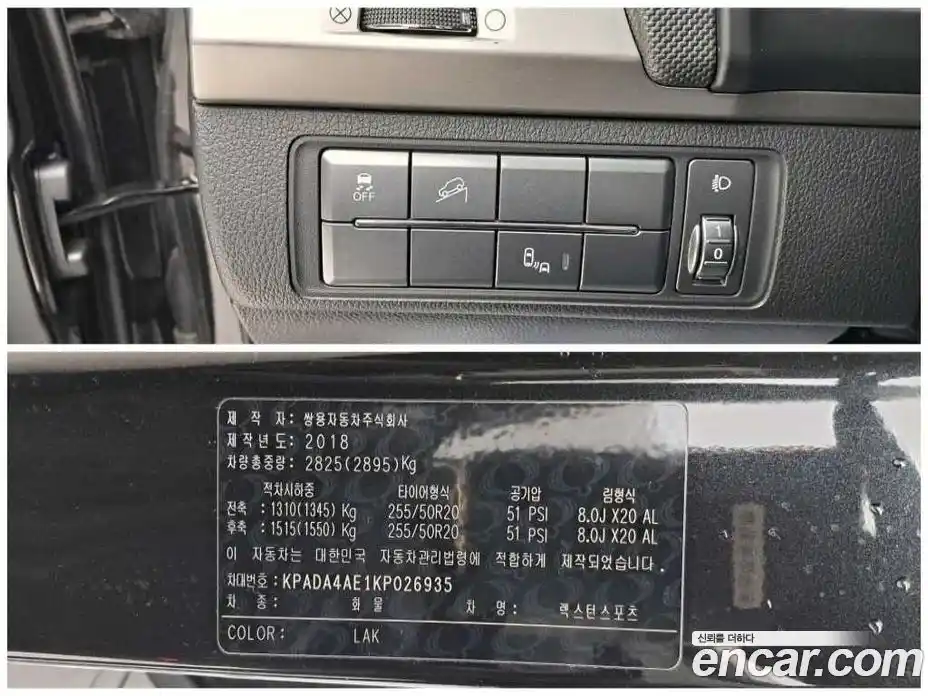 OFF
1
0
제 작 자: 쌍용자동차주식회사
제작년도: 2018
차량총중량: 2825(2895)Kg
적차시하중 타이어형식 공기압 림형식
전축: 1310(1345) Kg 255/50R20 51 PSI 8.0J X20 AL
후축: 1515(1550) Kg 255/50R20 51 PSI 8.0J X20 AL
이 자동차는 대한민국 자동차관리법령에 적합하게 제작되었습니다.
차대번호: KPADA4AE1KP026935
차 종: 화물 차 명: 렉스턴스포츠
COLOR: LAK
신뢰를 더하다
encar.com